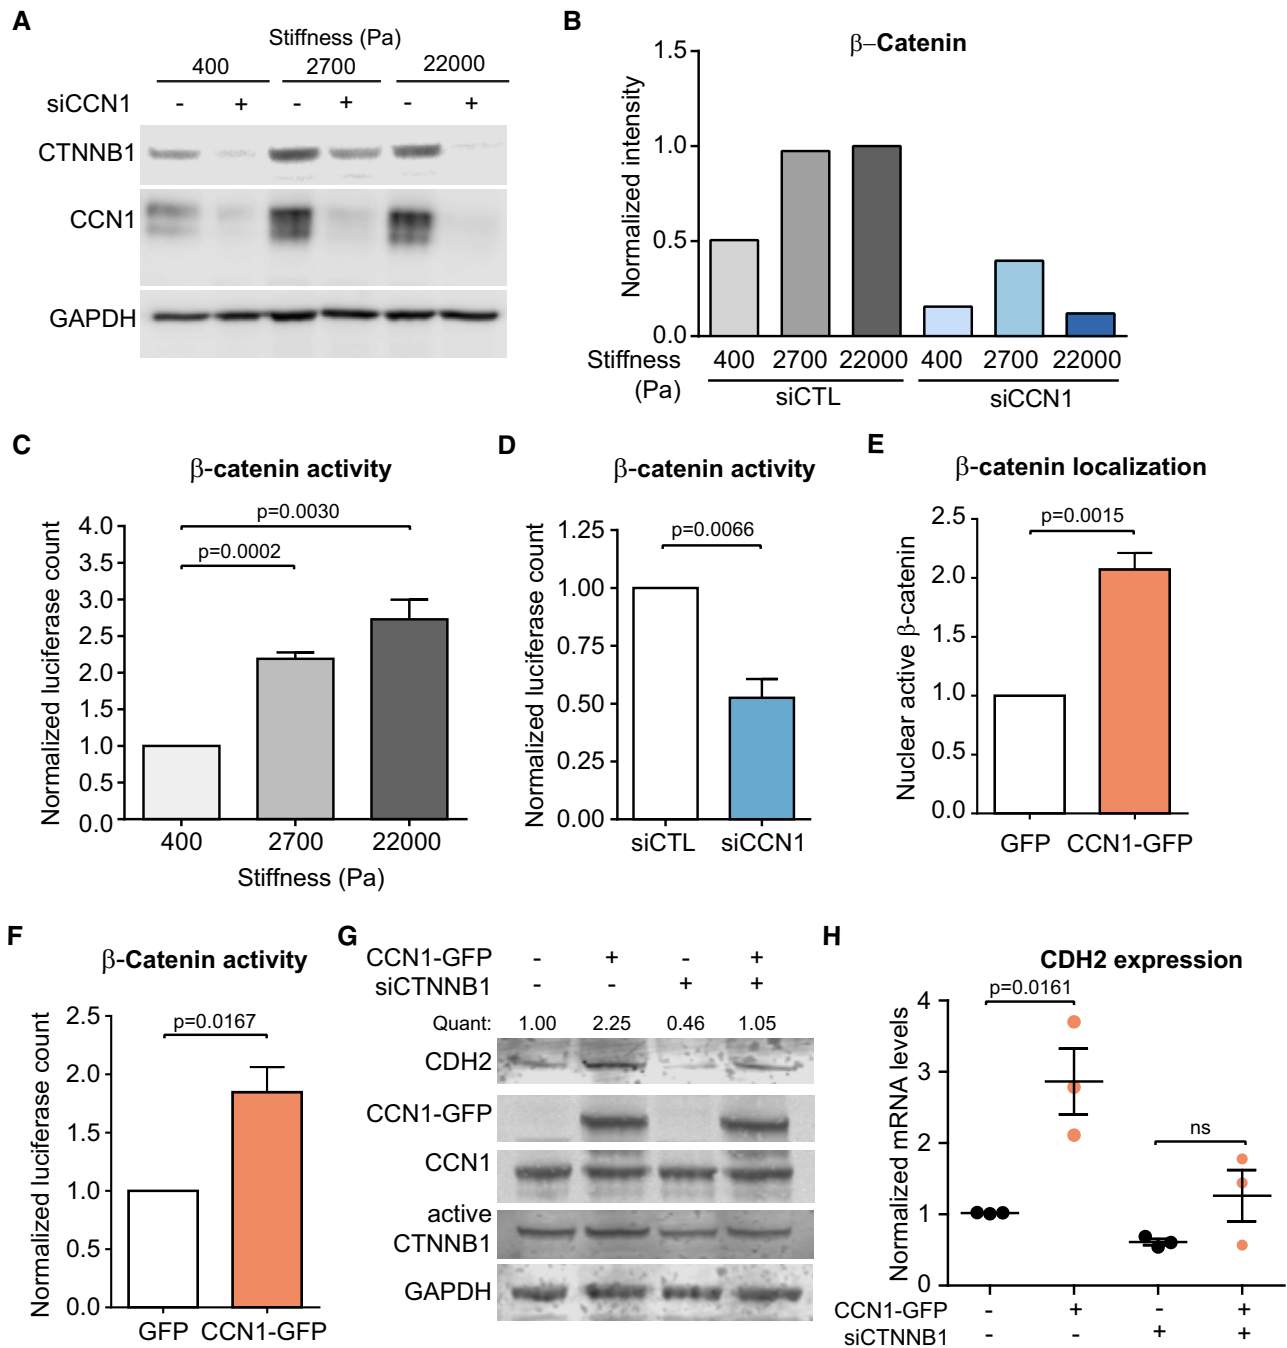 A
Stiffness (Pa)
400 2700 22000
siCCN1 - + - + - +
CTNNB1
CCN1
GAPDH
B
β–Catenin
Normalized intensity
1.5
1.0
0.5
0.0
Stiffness (Pa)
400 2700 22000 400 2700 22000
siCTL siCCN1
C
β-catenin activity
Normalized luciferase count
4.0
3.5
3.0
2.5
2.0
1.5
1.0
0.5
0.0
p=0.0030
p=0.0002
400 2700 22000
Stiffness (Pa)
D
β-catenin activity
Normalized luciferase count
1.25
1.00
0.75
0.50
0.25
0.00
p=0.0066
siCTL siCCN1
E
β-catenin localization
Nuclear active β-catenin
2.5
2.0
1.5
1.0
0.5
0.0
p=0.0015
GFP CCN1-GFP
F
β-Catenin activity
Normalized luciferase count
2.5
2.0
1.5
1.0
0.5
0.0
p=0.0167
GFP CCN1-GFP
G
CCN1-GFP - + - +
siCTNNB1 - - + +
Quant: 1.00 2.25 0.46 1.05
CDH2
CCN1-GFP
CCN1
active
CTNNB1
GAPDH
H
CDH2 expression
Normalized mRNA levels
4
3
2
1
0
p=0.0161
ns
CCN1-GFP - + - +
siCTNNB1 - - + +